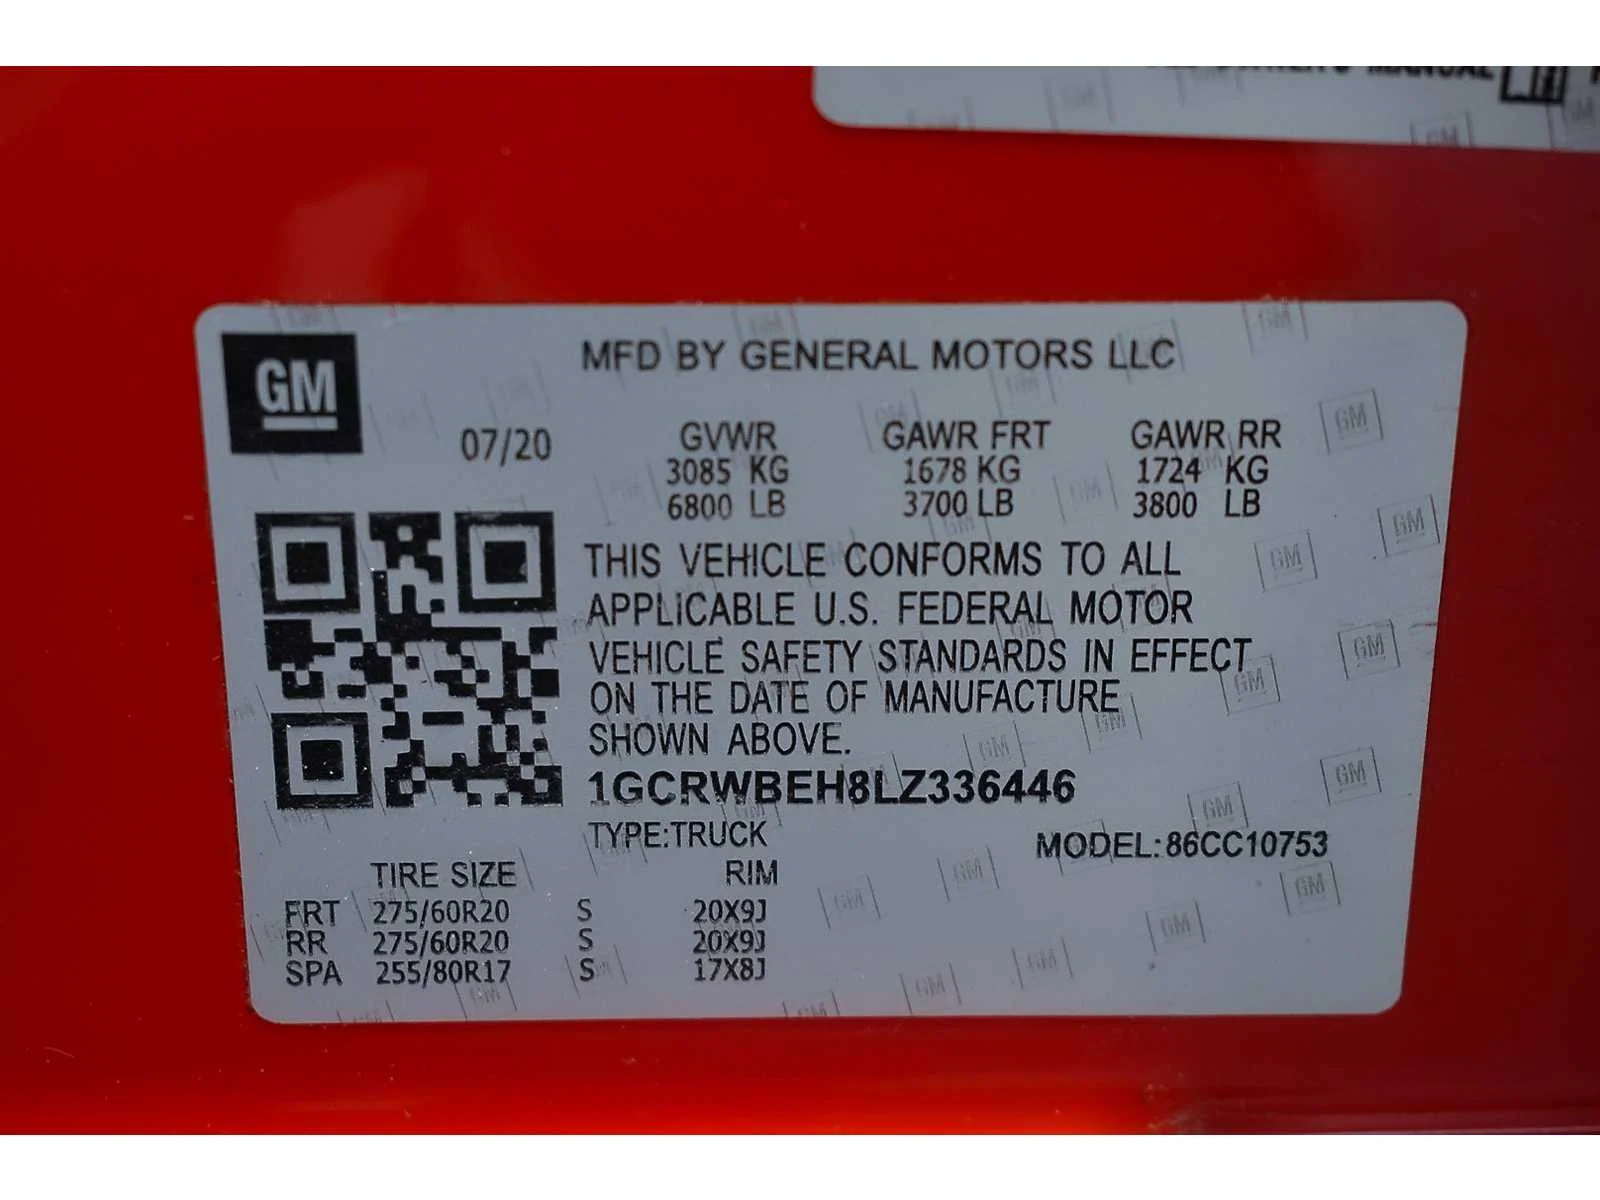 OWNER'S MANUAL
GM
MFD BY GENERAL MOTORS LLC
07/20
GVWR GAWR FRT GAWR RR
3085 KG 1678 KG 1724 KG
6800 LB 3700 LB 3800 LB
THIS VEHICLE CONFORMS TO ALL
APPLICABLE U.S. FEDERAL MOTOR
VEHICLE SAFETY STANDARDS IN EFFECT
ON THE DATE OF MANUFACTURE
SHOWN ABOVE.
1GCRWBEH8LZ336446
TYPE:TRUCK
MODEL:86CC10753
TIRE SIZE RIM
FRT 275/60R20 S 20X9J
RR 275/60R20 S 20X9J
SPA 255/80R17 S 17X8J